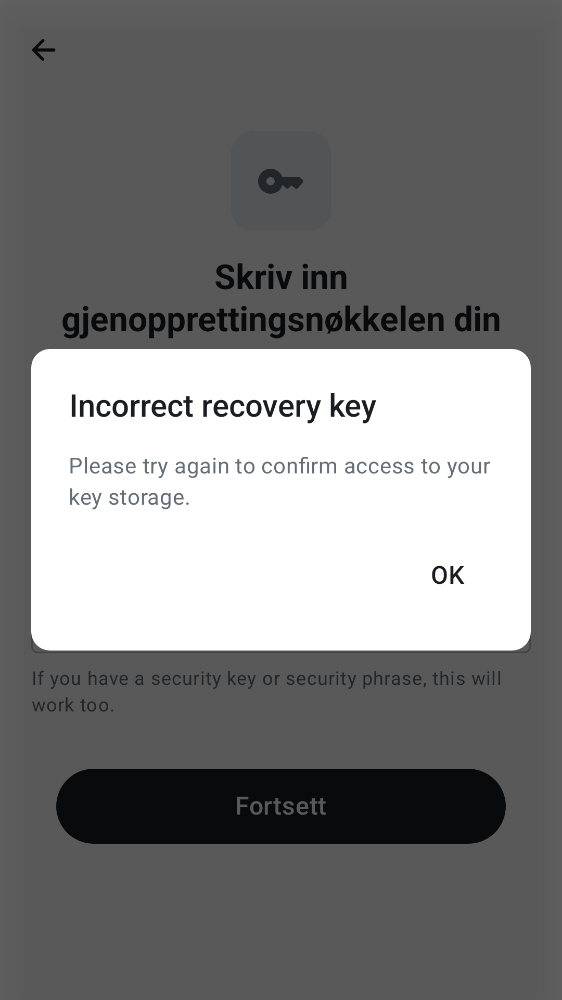 Skriv inn
gjenopprettingsnøkkelen din
Incorrect recovery key
Please try again to confirm access to your
key storage.
OK
If you have a security key or security phrase, this will
work too.
Fortsett